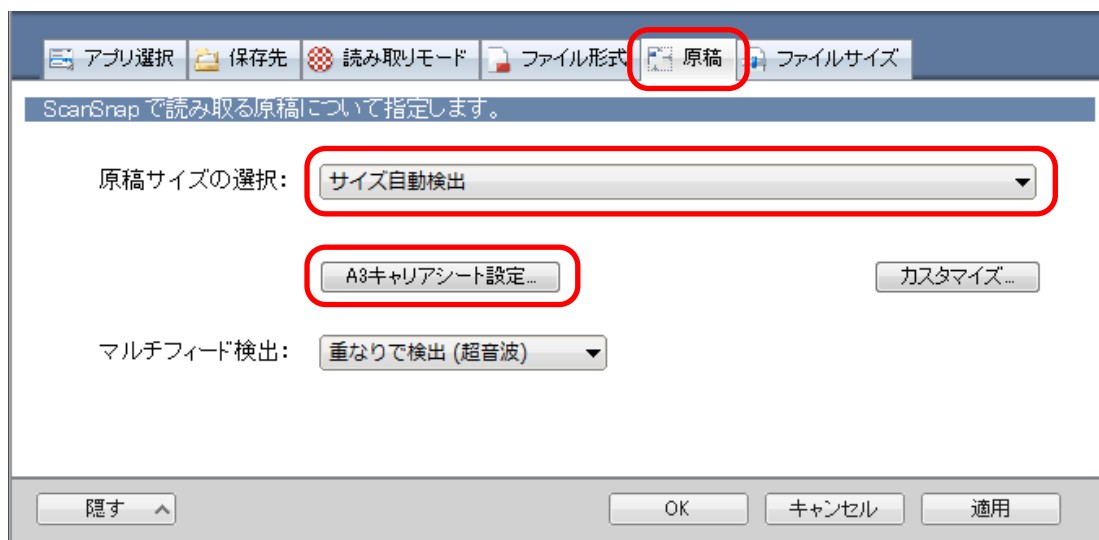 アプリ選択 保存先 読み取りモード ファイル形式 原稿 ファイルサイズ
ScanSnapで読み取る原稿について指定します。
原稿サイズの選択: サイズ自動検出
A3キャリアシート設定... カスタマイズ...
マルチフィード検出: 重なりで検出 (超音波)
隠す OK キャンセル 適用